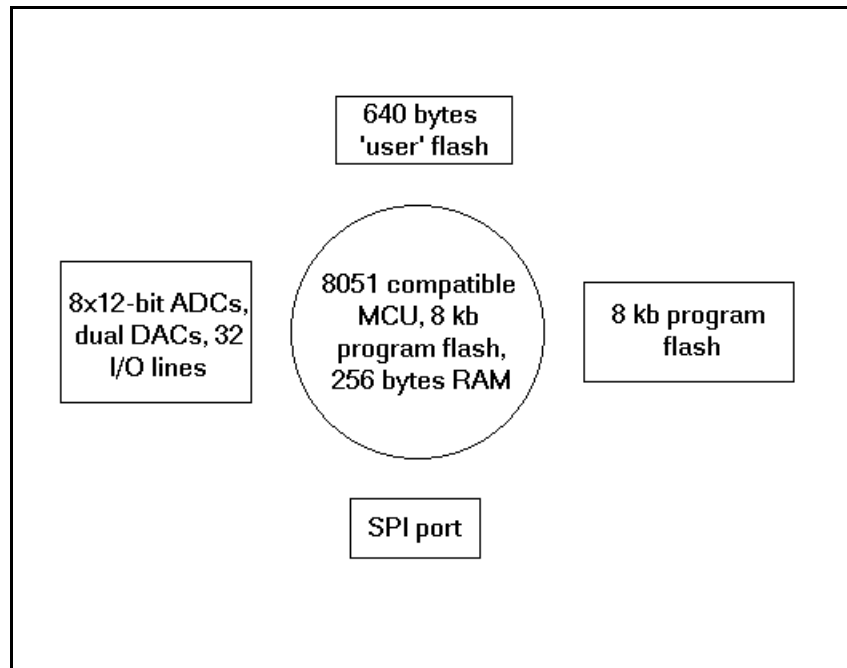 640 bytes
'user' flash
8x12-bit ADCs,
dual DACs, 32
I/O lines
8051 compatible
MCU, 8 kb
program flash,
256 bytes RAM
8 kb program
flash
SPI port